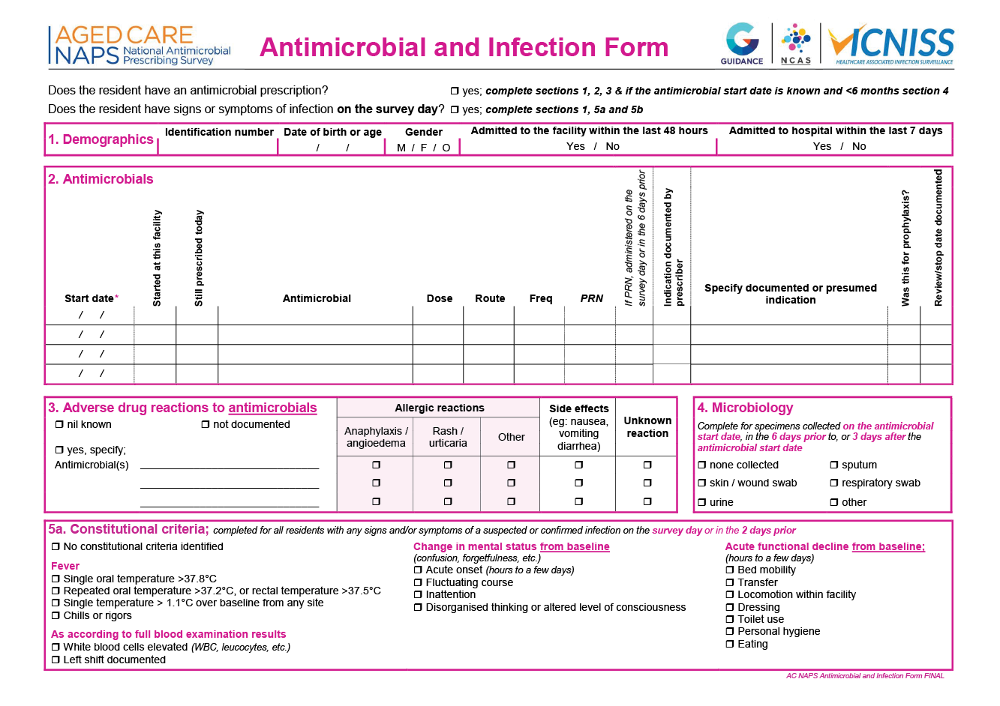 AGED CARE
NAPS National Antimicrobial
Prescribing Survey
Antimicrobial and Infection Form
GUIDANCE
NCAS
VICNISS
HEALTHCARE ASSOCIATED INFECTION SURVEILLANCE
Does the resident have an antimicrobial prescription? ❒ yes; complete sections 1, 2, 3 & if the antimicrobial start date is known and <6 months section 4
Does the resident have signs or symptoms of infection on the survey day? ❒ yes; complete sections 1, 5a and 5b
1. Demographics
Identification number
Date of birth or age
/ /
Gender
M / F / O
Admitted to the facility within the last 48 hours
Yes / No
Admitted to hospital within the last 7 days
Yes / No
2. Antimicrobials
Start date*
Started at this facility
Still prescribed today
Antimicrobial
Dose
Route
Freq
PRN
If PRN, administered on the
survey day or in the 6 days prior
Indication documented by
prescriber
Specify documented or presumed
indication
Was this for prophylaxis?
Review/stop date documented
/ /
/ /
/ /
/ /
3. Adverse drug reactions to antimicrobials
❒ nil known ❒ not documented
❒ yes, specify;
Antimicrobial(s) ______________________________
______________________________
______________________________
Allergic reactions
Anaphylaxis /
angioedema
Rash /
urticaria
Other
Side effects
(eg: nausea,
vomiting
diarrhea)
Unknown
reaction
❒ ❒ ❒ ❒ ❒
❒ ❒ ❒ ❒ ❒
❒ ❒ ❒ ❒ ❒
4. Microbiology
Complete for specimens collected on the antimicrobial
start date, in the 6 days prior to, or 3 days after the
antimicrobial start date
❒ none collected ❒ sputum
❒ skin / wound swab ❒ respiratory swab
❒ urine ❒ other
5a. Constitutional criteria; completed for all residents with any signs and/or symptoms of a suspected or confirmed infection on the survey day or in the 2 days prior
❒ No constitutional criteria identified
Fever
❒ Single oral temperature >37.8°C
❒ Repeated oral temperature >37.2°C, or rectal temperature >37.5°C
❒ Single temperature > 1.1°C over baseline from any site
❒ Chills or rigors
As according to full blood examination results
❒ White blood cells elevated (WBC, leucocytes, etc.)
❒ Left shift documented
Change in mental status from baseline
(confusion, forgetfulness, etc.)
❒ Acute onset (hours to a few days)
❒ Fluctuating course
❒ Inattention
❒ Disorganised thinking or altered level of consciousness
Acute functional decline from baseline;
(hours to a few days)
❒ Bed mobility
❒ Transfer
❒ Locomotion within facility
❒ Dressing
❒ Toilet use
❒ Personal hygiene
❒ Eating
AC NAPS Antimicrobial and Infection Form FINAL